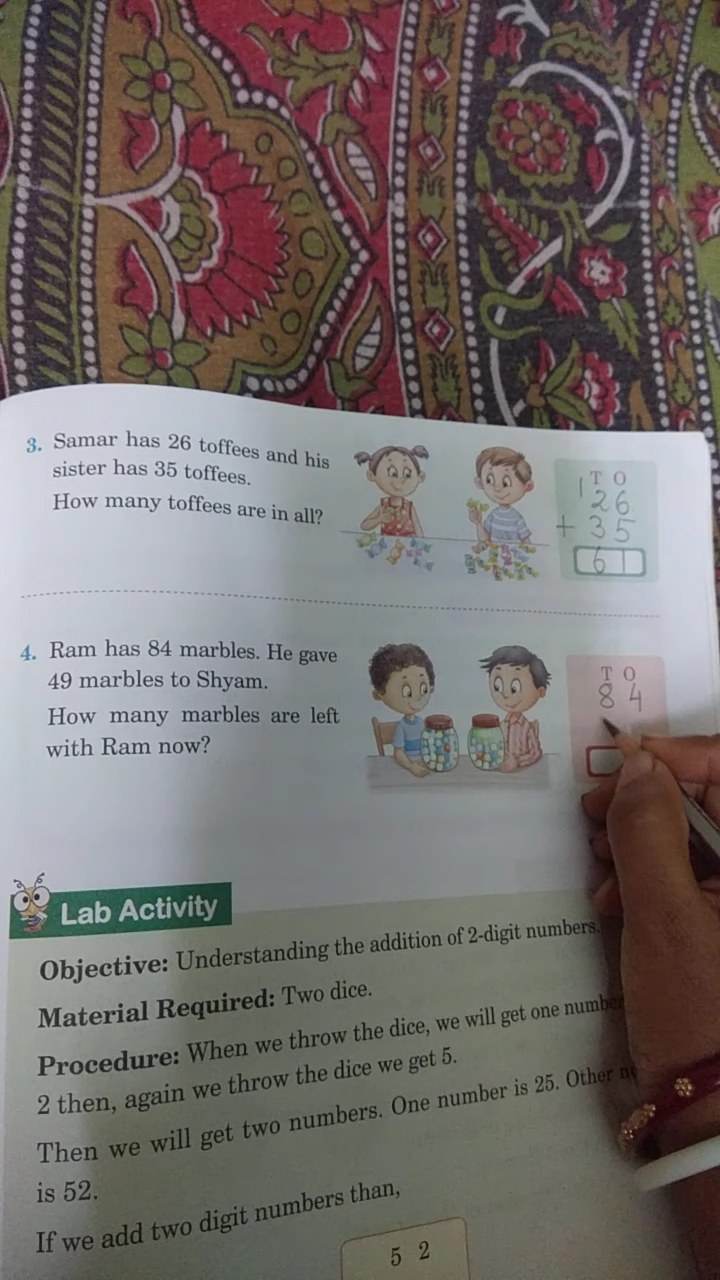 3. Samar has 26 toffees and his
sister has 35 toffees.
How many toffees are in all?
T O
1
26
+ 35
61
4. Ram has 84 marbles. He gave
49 marbles to Shyam.
How many marbles are left
with Ram now?
T O
8 4
Lab Activity
Objective: Understanding the addition of 2-digit numbers.
Material Required: Two dice.
Procedure: When we throw the dice, we will get one number
2 then, again we throw the dice we get 5.
Then we will get two numbers. One number is 25. Other
is 52.
If we add two digit numbers than,
5 2